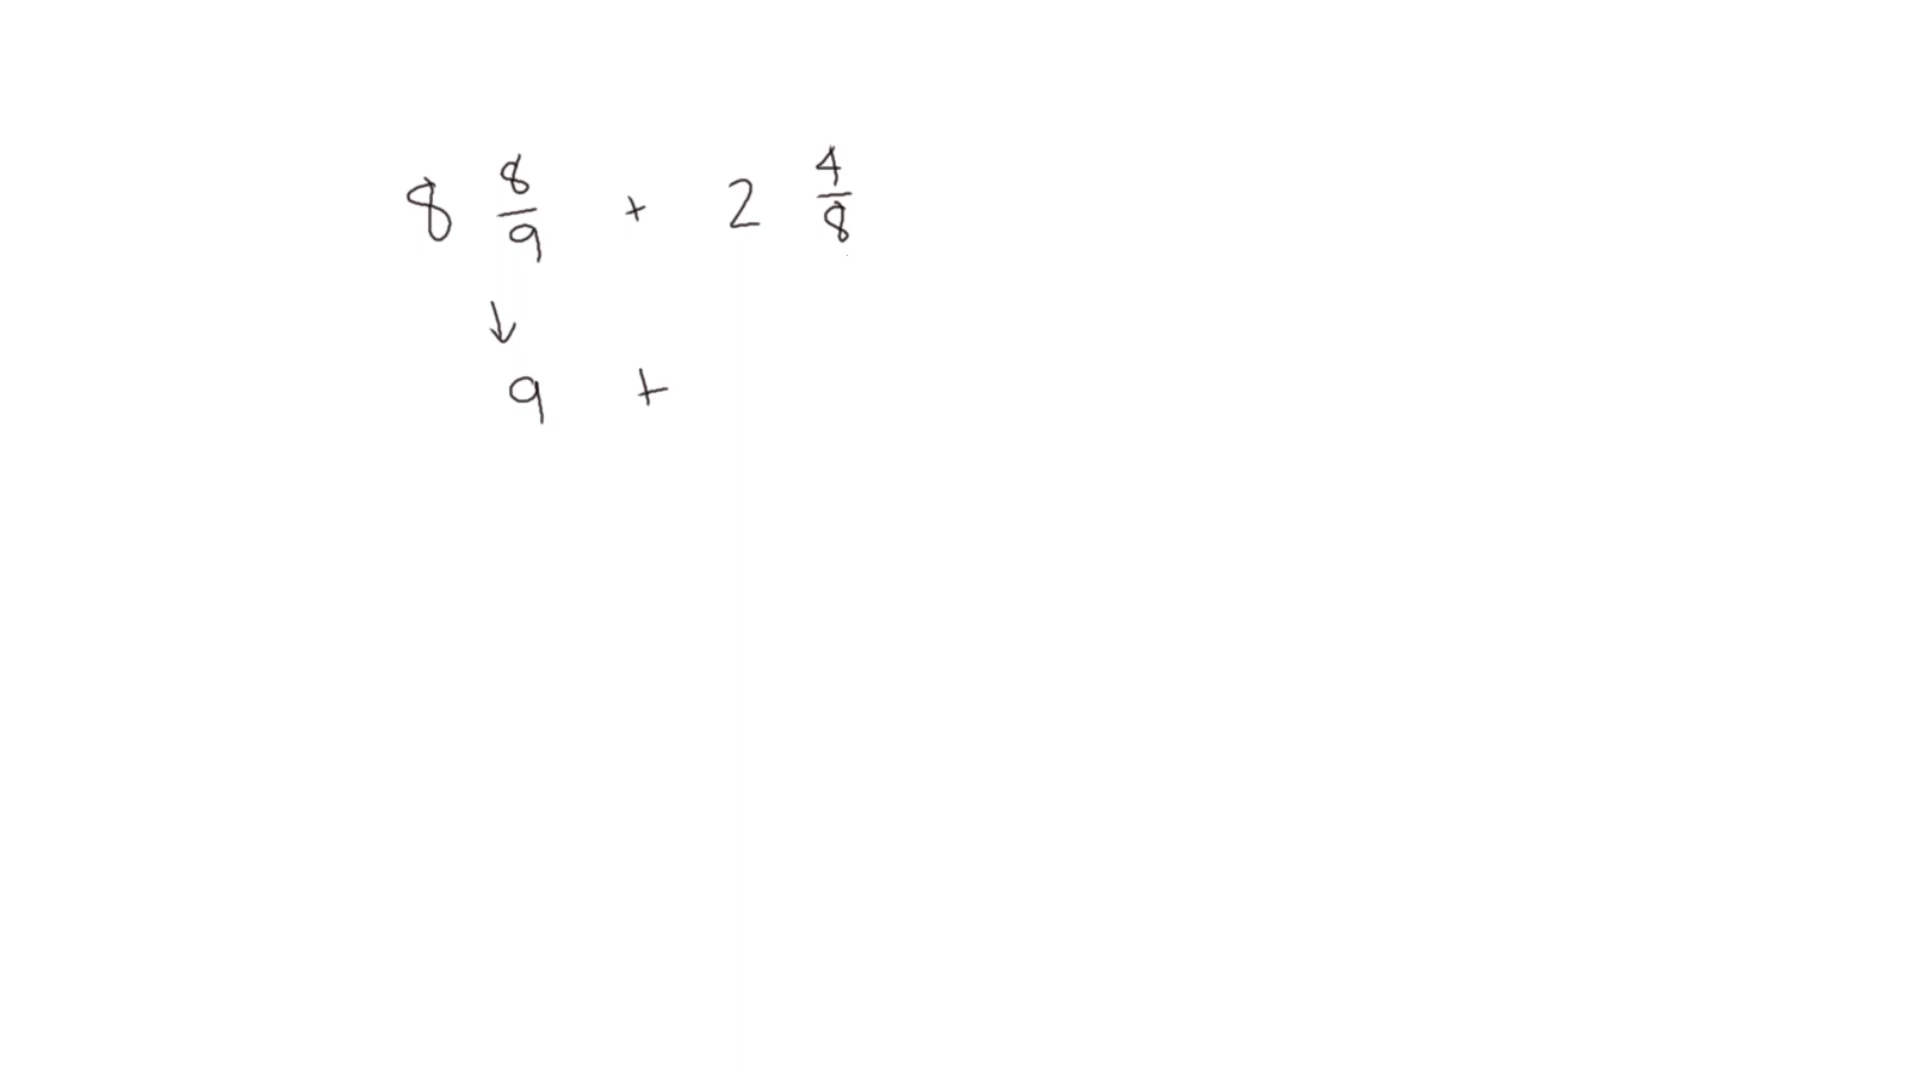 8 8/9 + 2 4/8
↓
9 +